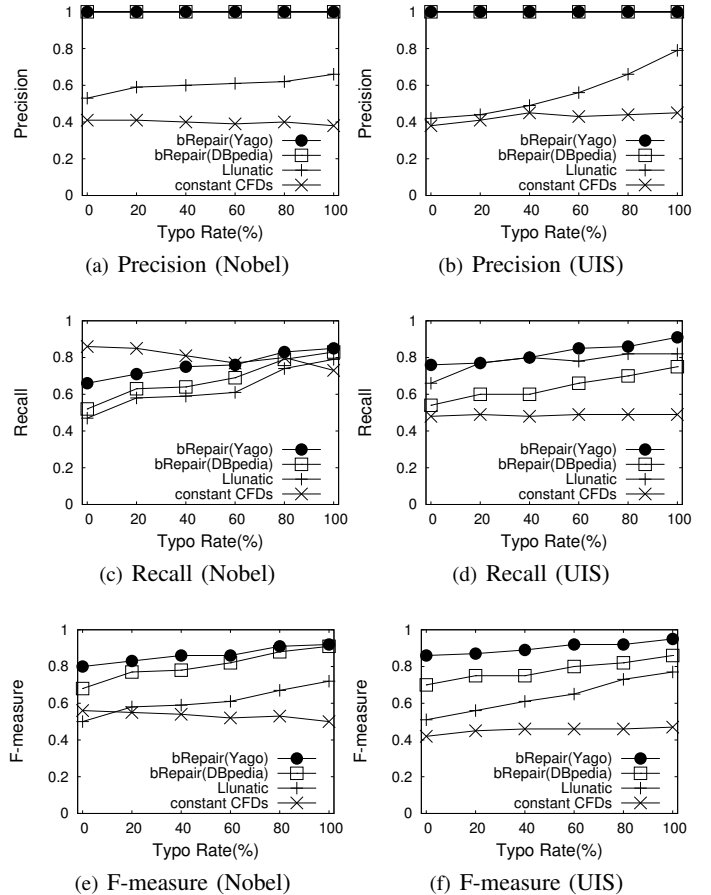 1
0.8
0.6
0.4
0.2
0
Precision
bRepair(Yago)
bRepair(DBpedia)
Llunatic
constant CFDs
0 20 40 60 80 100
Typo Rate(%)
(a) Precision (Nobel)
1
0.8
0.6
0.4
0.2
0
Precision
bRepair(Yago)
bRepair(DBpedia)
Llunatic
constant CFDs
0 20 40 60 80 100
Typo Rate(%)
(b) Precision (UIS)
1
0.8
0.6
0.4
0.2
0
Recall
bRepair(Yago)
bRepair(DBpedia)
Llunatic
constant CFDs
0 20 40 60 80 100
Typo Rate(%)
(c) Recall (Nobel)
1
0.8
0.6
0.4
0.2
0
Recall
bRepair(Yago)
bRepair(DBpedia)
Llunatic
constant CFDs
0 20 40 60 80 100
Typo Rate(%)
(d) Recall (UIS)
1
0.8
0.6
0.4
0.2
0
F-measure
bRepair(Yago)
bRepair(DBpedia)
Llunatic
constant CFDs
0 20 40 60 80 100
Typo Rate(%)
(e) F-measure (Nobel)
1
0.8
0.6
0.4
0.2
0
F-measure
bRepair(Yago)
bRepair(DBpedia)
Llunatic
constant CFDs
0 20 40 60 80 100
Typo Rate(%)
(f) F-measure (UIS)